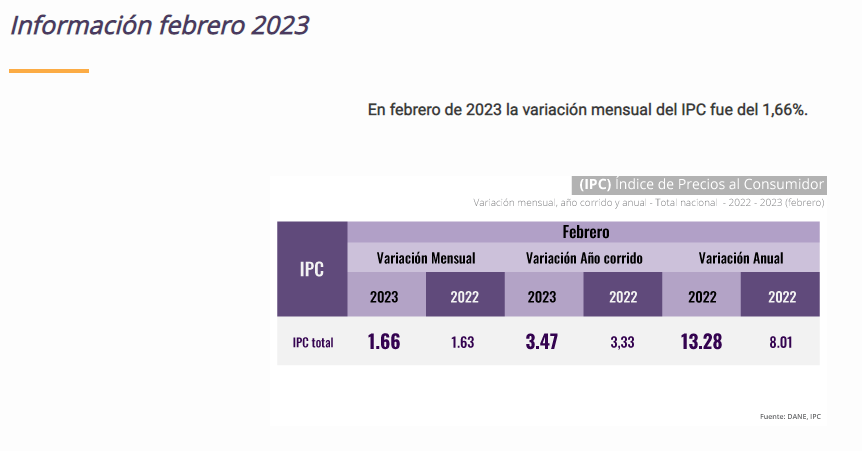 Información febrero 2023
En febrero de 2023 la variación mensual del IPC fue del 1,66%.
(IPC) Índice de Precios al Consumidor
Variación mensual, año corrido y anual - Total nacional - 2022 - 2023 (febrero)
IPC
Febrero
Variación Mensual Variación Año corrido Variación Anual
2023 2022 2023 2022 2022 2022
IPC total 1.66 1.63 3.47 3,33 13.28 8.01
Fuente: DANE, IPC